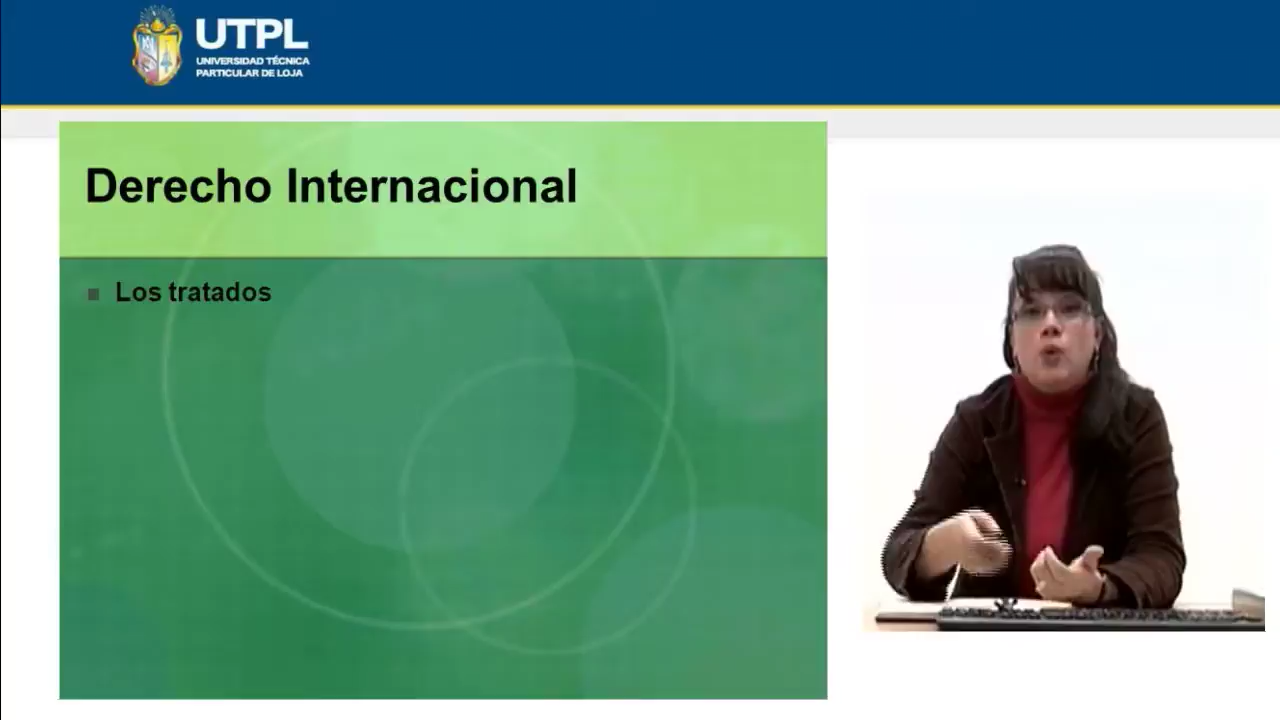 UTPL
UNIVERSIDAD TÉCNICA
PARTICULAR DE LOJA
Derecho Internacional
Los tratados